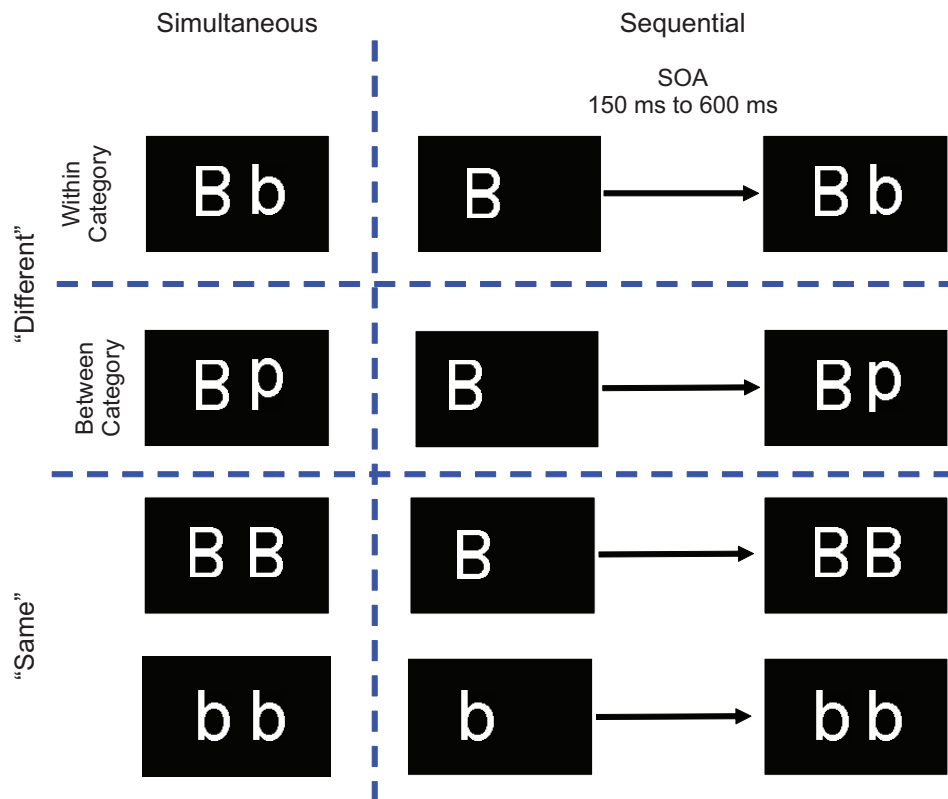 Simultaneous
Sequential
SOA
150 ms to 600 ms
“Different”
Within
Category
B b
B
B b
Between
Category
B p
B
B p
“Same”
B B
B
B B
b b
b
b b